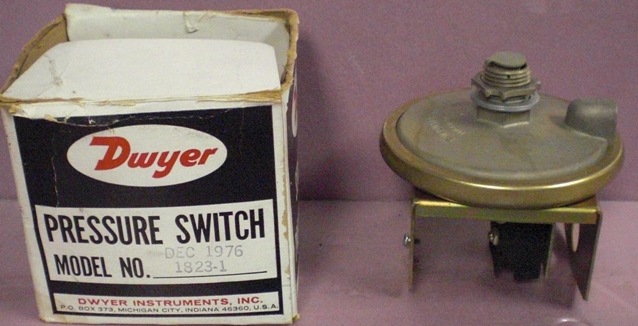 Dwyer
PRESSURE SWITCH
DEC 1976
MODEL NO. 1823-1
DWYER INSTRUMENTS, INC.
P.O. BOX 373, MICHIGAN CITY, INDIANA 46360, U.S.A.